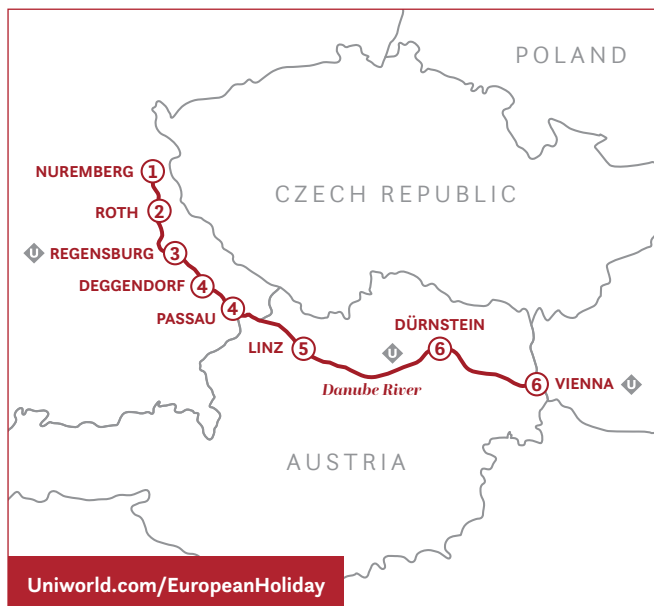 POLAND
NUREMBERG 1
CZECH REPUBLIC
ROTH 2
U REGENSBURG 3
DEGGENDORF 4
PASSAU 4
DÜRNSTEIN
LINZ 5
U 6
Danube River
6 VIENNA U
AUSTRIA
Uniworld.com/EuropeanHoliday